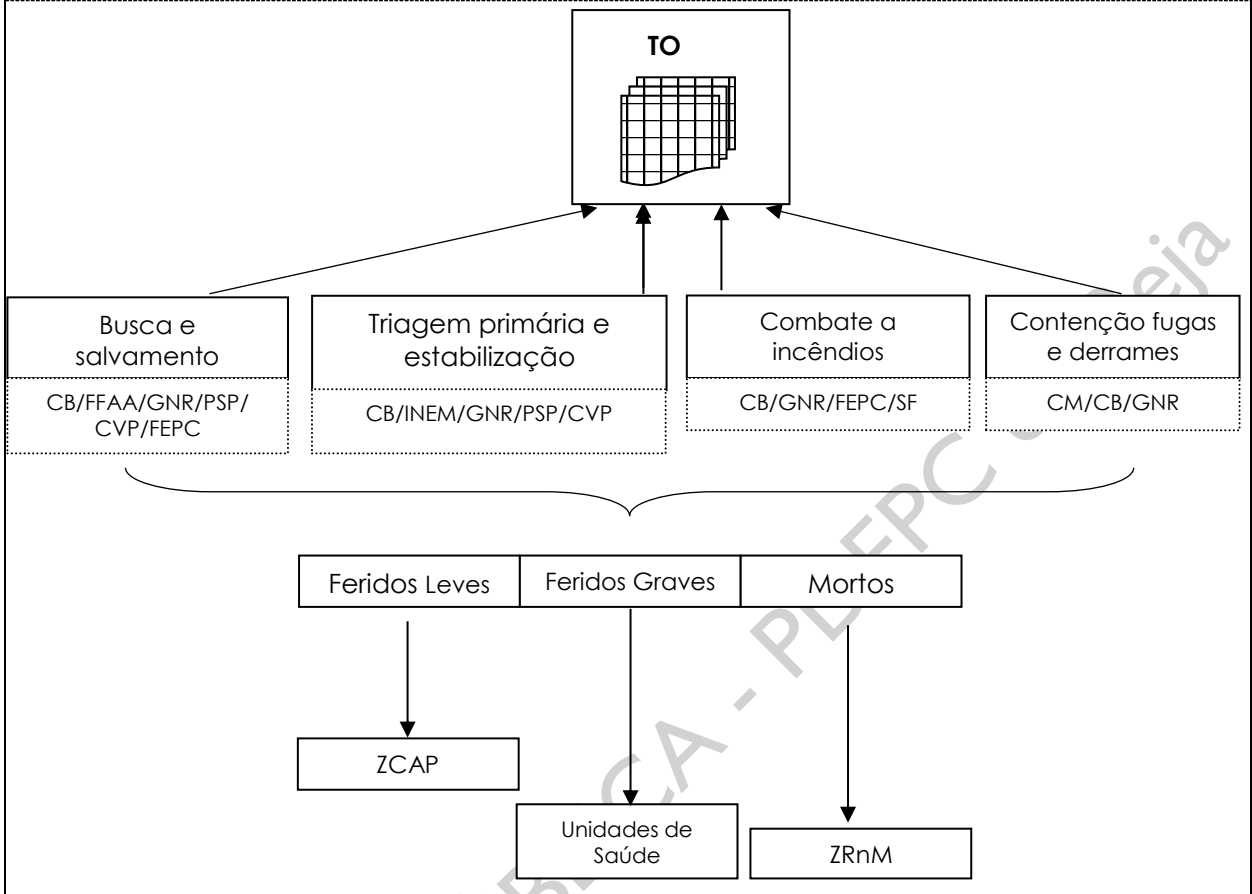 TO
Busca e
salvamento
CB/FFAA/GNR/PSP/
CVP/FEPC
Triagem primária e
estabilização
CB/INEM/GNR/PSP/CVP
Combate a
incêndios
CB/GNR/FEPC/SF
Contenção fugas
e derrames
CM/CB/GNR
Feridos Leves
Feridos Graves
Mortos
ZCAP
Unidades de
Saúde
ZRnM